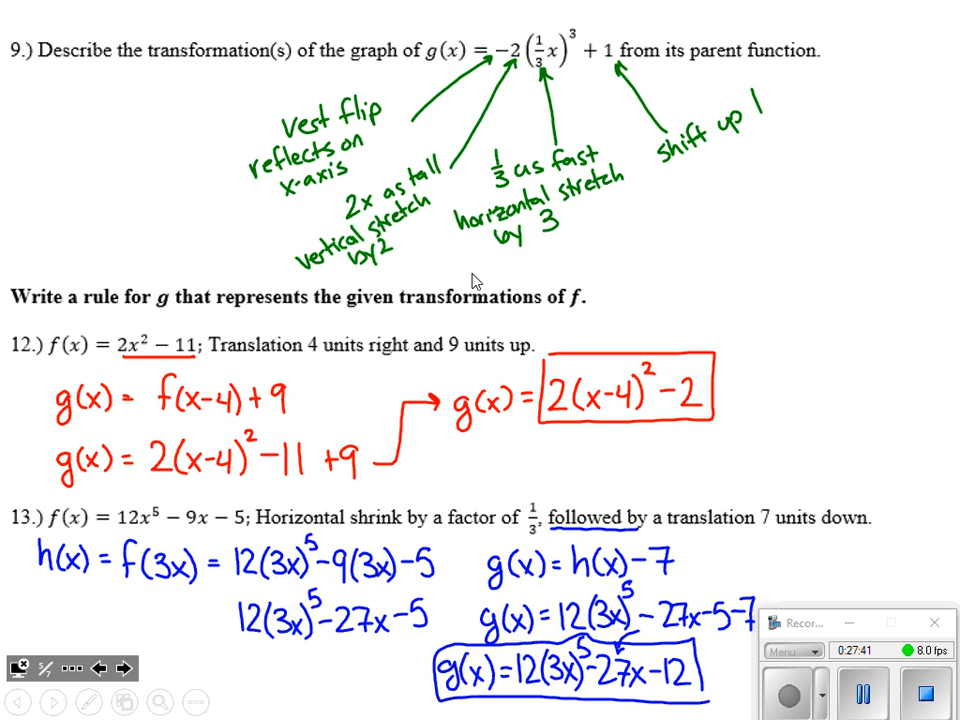 9.) Describe the transformation(s) of the graph of g(x) = −2(1/3 x)^3 + 1 from its parent function.
vest flip
reflects on
x-axis
2x as tall
vertical stretch
by 2
1/3 as fast
horizontal stretch
by 3
shift up 1
Write a rule for g that represents the given transformations of f.
12.) f(x) = 2x² − 11; Translation 4 units right and 9 units up.
g(x) = f(x-4) + 9
g(x) = 2(x-4)² - 11 + 9
g(x) = 2(x-4)² - 2
13.) f(x) = 12x⁵ − 9x − 5; Horizontal shrink by a factor of 1/3, followed by a translation 7 units down.
h(x) = f(3x) = 12(3x)⁵ - 9(3x) - 5
12(3x)⁵ - 27x - 5
g(x) = h(x) - 7
g(x) = 12(3x)⁵ - 27x - 5 - 7
g(x) = 12(3x)⁵ - 27x - 12
Recor...
Menu
0:27:41
8.0 fps